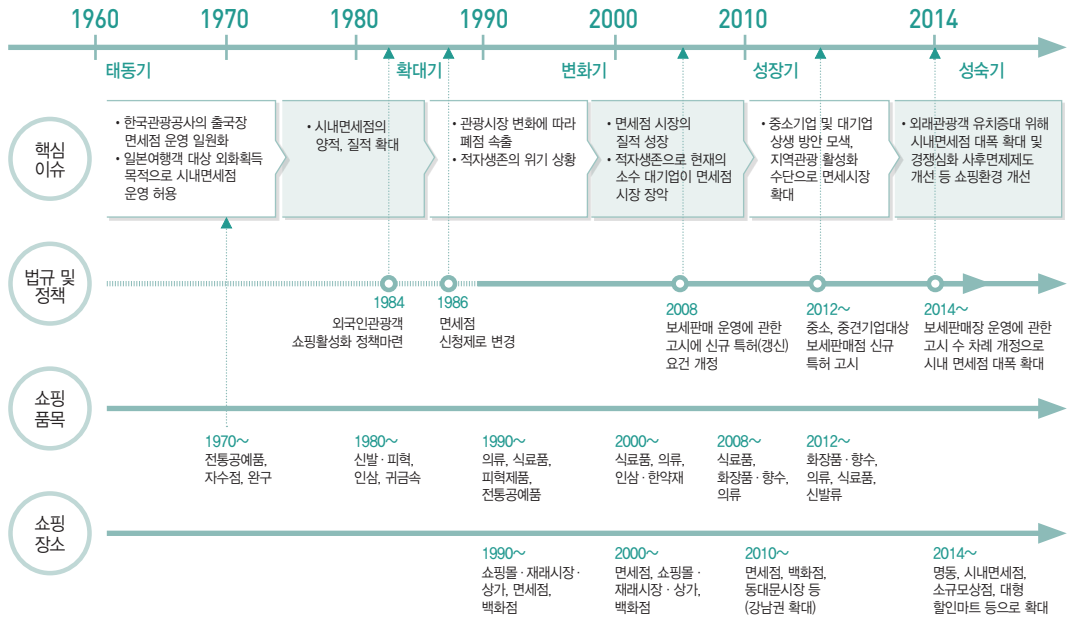 1960
1970
1980
1990
2000
2010
2014
태동기
확대기
변화기
성장기
성숙기
핵심
이슈
• 한국관광공사의 출국장
면세점 운영 일원화
• 일본여행객 대상 외화획득
목적으로 시내면세점
운영 허용
• 시내면세점의
양적, 질적 확대
• 관광시장 변화에 따라
폐점 속출
• 적자생존의 위기 상황
• 면세점 시장의
질적 성장
• 적자생존으로 현재의
소수 대기업이 면세점
시장 장악
• 중소기업 및 대기업
상생 방안 모색,
지역관광 활성화
수단으로 면세시장
확대
• 외래관광객 유치증대 위해
시내면세점 대폭 확대 및
경쟁심화 사후면제제도
개선 등 쇼핑환경 개선
법규 및
정책
1984
외국인관광객
쇼핑활성화 정책마련
1986
면세점
신청제로 변경
2008
보세판매 운영에 관한
고시에 신규 특허(갱신)
요건 개정
2012~
중소, 중견기업대상
보세판매점 신규
특허 고시
2014~
보세판매장 운영에 관한
고시 수 차례 개정으로
시내 면세점 대폭 확대
쇼핑
품목
1970~
전통공예품,
자수점, 완구
1980~
신발·피혁,
인삼, 귀금속
1990~
의류, 식료품,
피혁제품,
전통공예품
2000~
식료품, 의류,
인삼·한약재
2008~
식료품,
화장품·향수,
의류
2012~
화장품·향수,
의류, 식료품,
신발류
쇼핑
장소
1990~
쇼핑몰·재래시장·
상가, 면세점,
백화점
2000~
면세점, 쇼핑몰·
재래시장·상가,
백화점
2010~
면세점, 백화점,
동대문시장 등
(강남권 확대)
2014~
명동, 시내면세점,
소규모상점, 대형
할인마트 등으로 확대